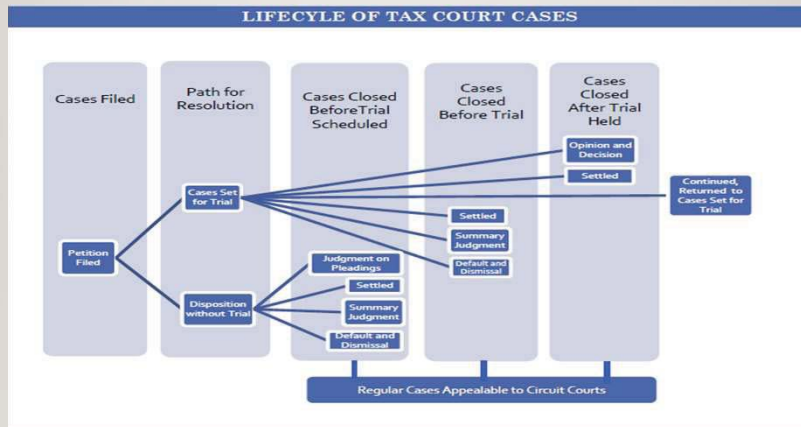 LIFECYLE OF TAX COURT CASES
Cases Filed
Path for
Resolution
Cases Closed
BeforeTrial
Scheduled
Cases
Closed
Before Trial
Cases
Closed
After Trial
Held
Opinion and
Decision
Settled
Continued,
Returned to
Cases Set for
Trial
Cases Set
for Trial
Settled
Summary
Judgment
Default and
Dismissal
Petition
Filed
Judgment on
Pleadings
Settled
Disposition
without Trial
Summary
Judgment
Default and
Dismissal
Regular Cases Appealable to Circuit Courts